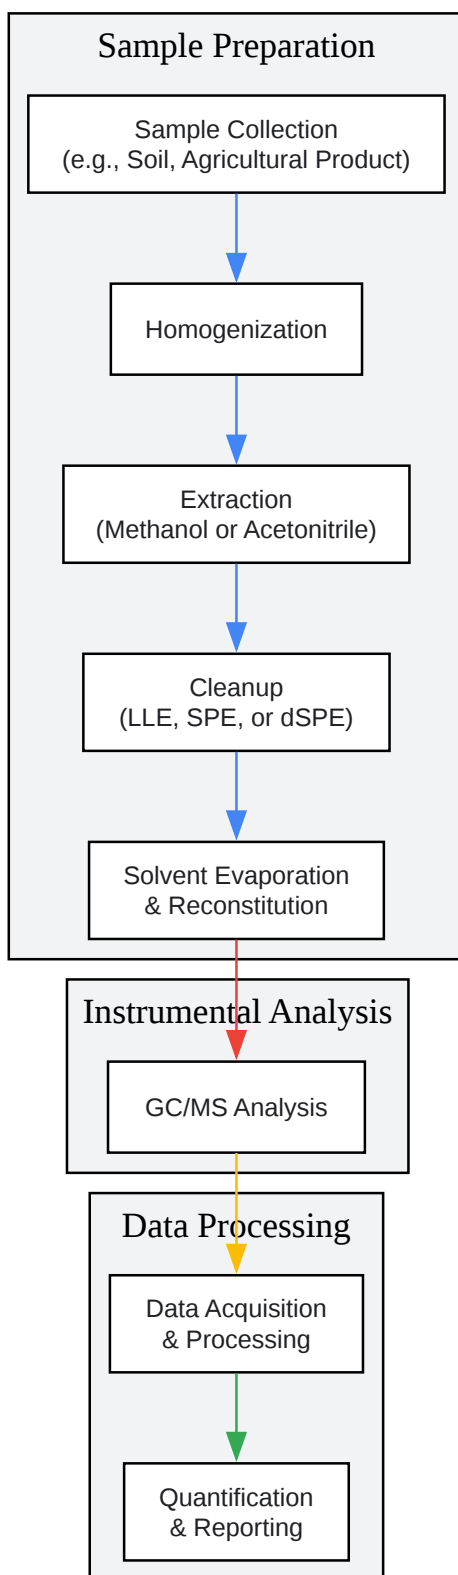 Sample Preparation
Sample Collection
(e.g., Soil, Agricultural Product)
Homogenization
Extraction
(Methanol or Acetonitrile)
Cleanup
(LLE, SPE, or dSPE)
Solvent Evaporation
& Reconstitution
Instrumental Analysis
GC/MS Analysis
Data Processing
Data Acquisition
& Processing
Quantification
& Reporting